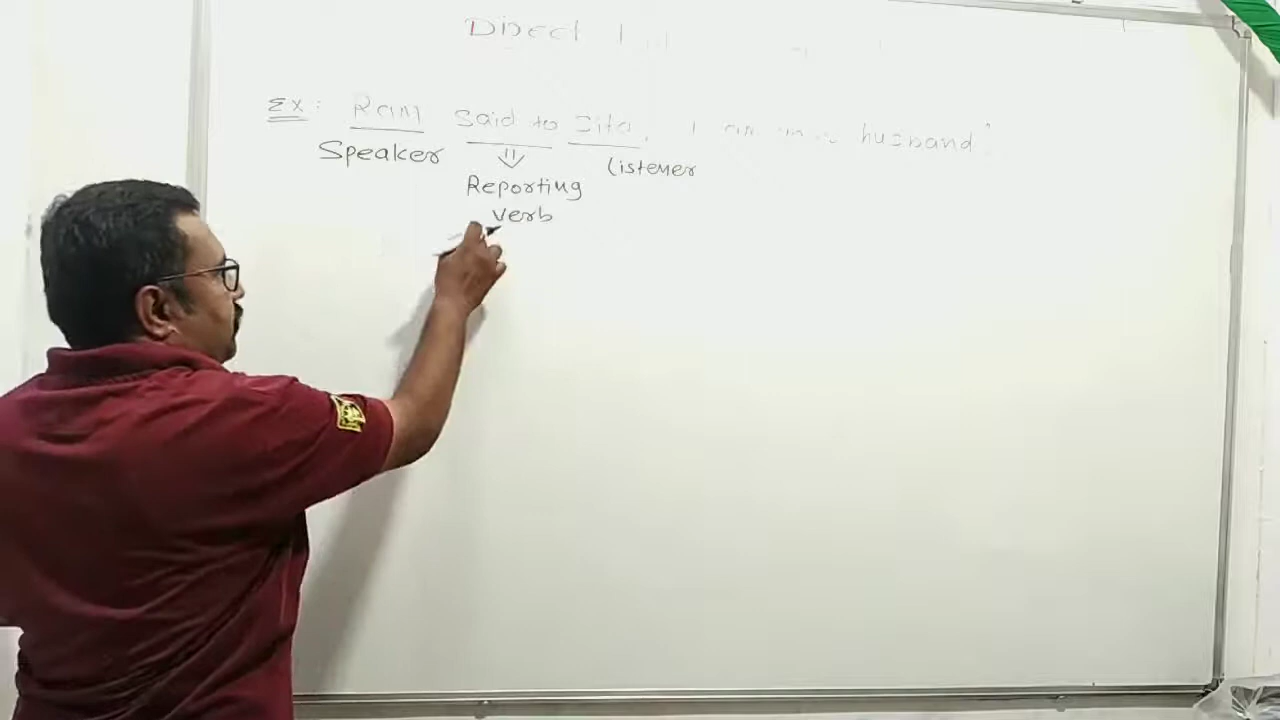 Direct
Ex: Ram Said to Sita, I am husband"
Speaker Listener
Reporting
verb